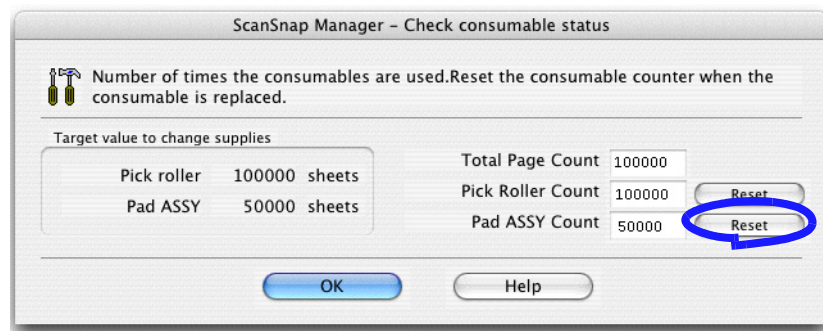 ScanSnap Manager – Check consumable status
Number of times the consumables are used.Reset the consumable counter when the
consumable is replaced.
Target value to change supplies
Pick roller 100000 sheets
Pad ASSY 50000 sheets
Total Page Count 100000
Pick Roller Count 100000 Reset
Pad ASSY Count 50000 Reset
OK Help